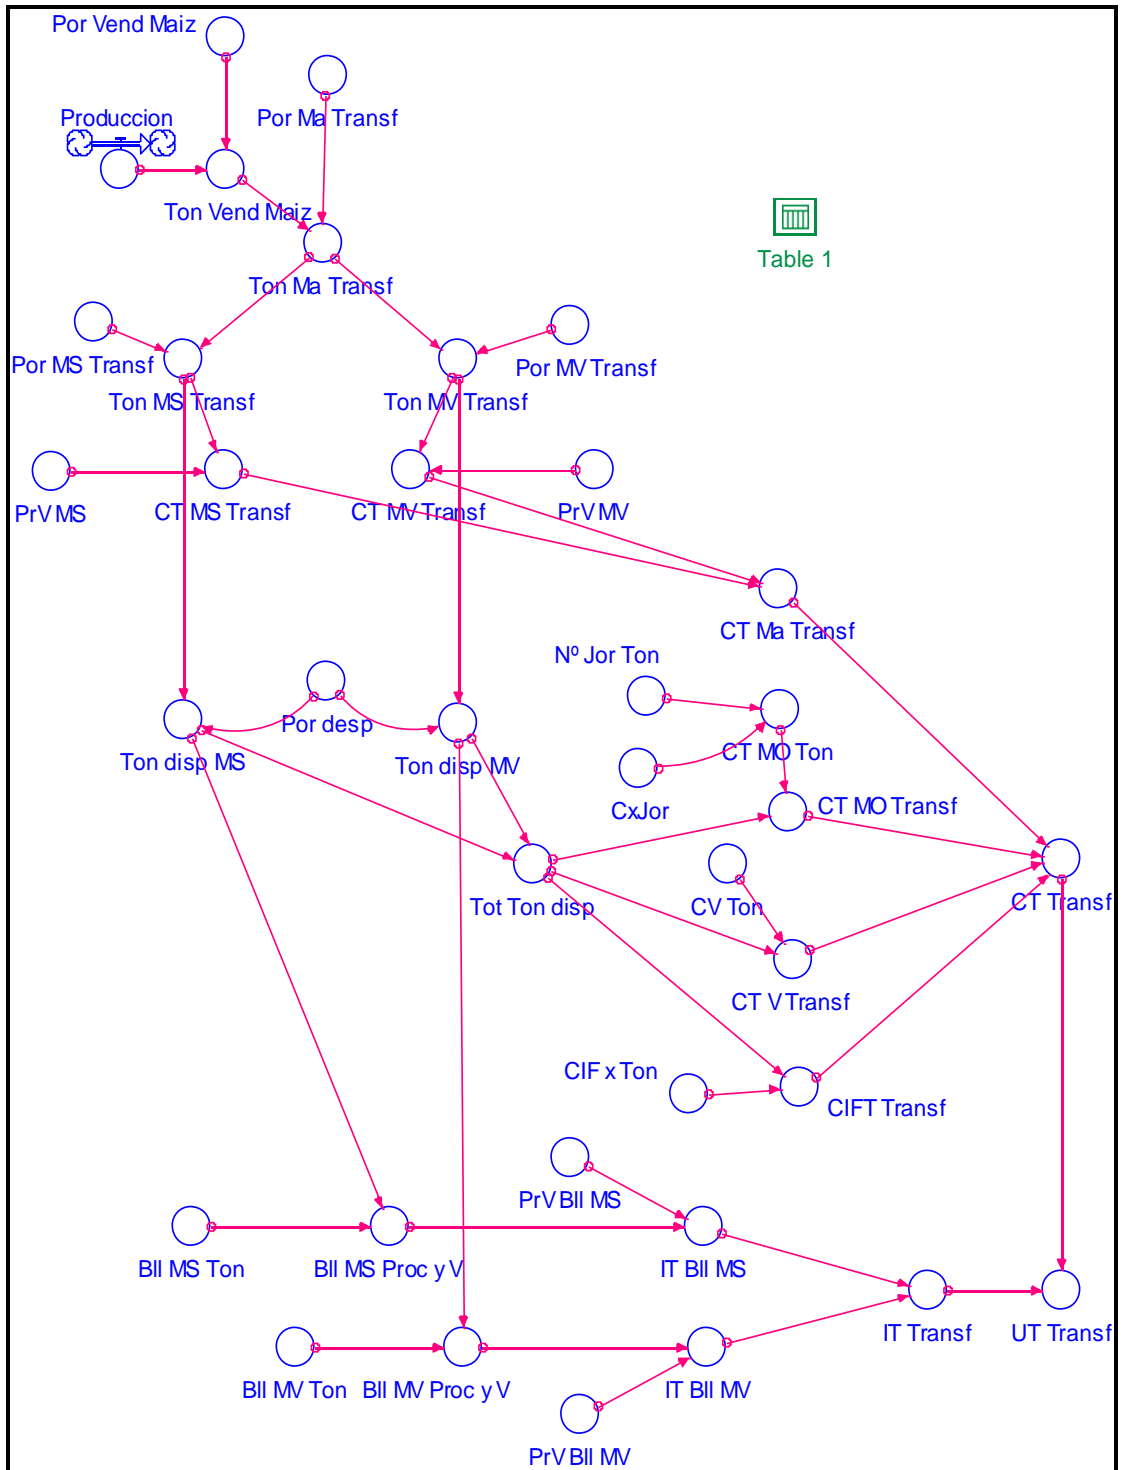 Por Vend Maiz
Produccion
Por Ma Transf
Ton Vend Maiz
Table 1
Ton Ma Transf
Por MS Transf
Por MV Transf
Ton MS Transf
Ton MV Transf
PrV MS
CT MS Transf
CT MV Transf
PrV MV
CT Ma Transf
Nº Jor Ton
Por desp
Ton disp MS
Ton disp MV
CT MO Ton
CxJor
CT MO Transf
Tot Ton disp
CV Ton
CT Transf
CT V Transf
CIF x Ton
CIFT Transf
PrV Bll MS
Bll MS Ton
Bll MS Proc y V
IT Bll MS
IT Transf
UT Transf
Bll MV Ton
Bll MV Proc y V
IT Bll MV
PrV Bll MV